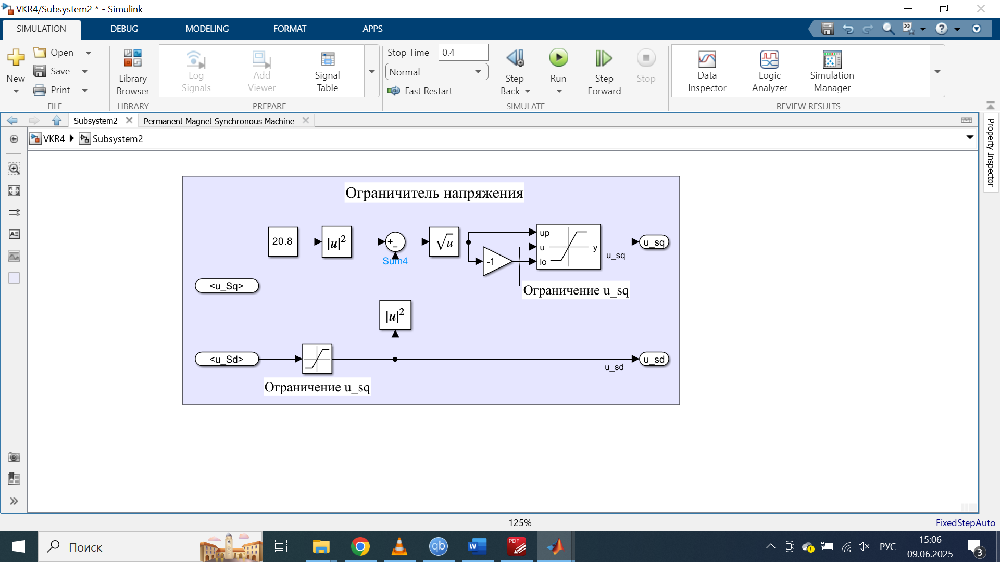 VKR4/Subsystem2 * - Simulink
SIMULATION
DEBUG
MODELING
FORMAT
APPS
New
Open
Save
Print
FILE
Library
Browser
LIBRARY
Log
Signals
Add
Viewer
Signal
Table
PREPARE
Stop Time 0.4
Normal
Fast Restart
Step
Back
Run
Step
Forward
Stop
SIMULATE
Data
Inspector
Logic
Analyzer
Simulation
Manager
REVIEW RESULTS
Subsystem2
Permanent Magnet Synchronous Machine
VKR4
Subsystem2
Property Inspector
Ограничитель напряжения
20.8
|u|²
+
-
Sum4
√u
-1
up
u
lo
y
u_sq
u_sq
<u_Sq>
Ограничение u_sq
|u|²
<u_Sd>
u_sd
u_sd
Ограничение u_sq
125%
FixedStepAuto
Поиск
qb
W
PDF
РУС
15:06
09.06.2025
3